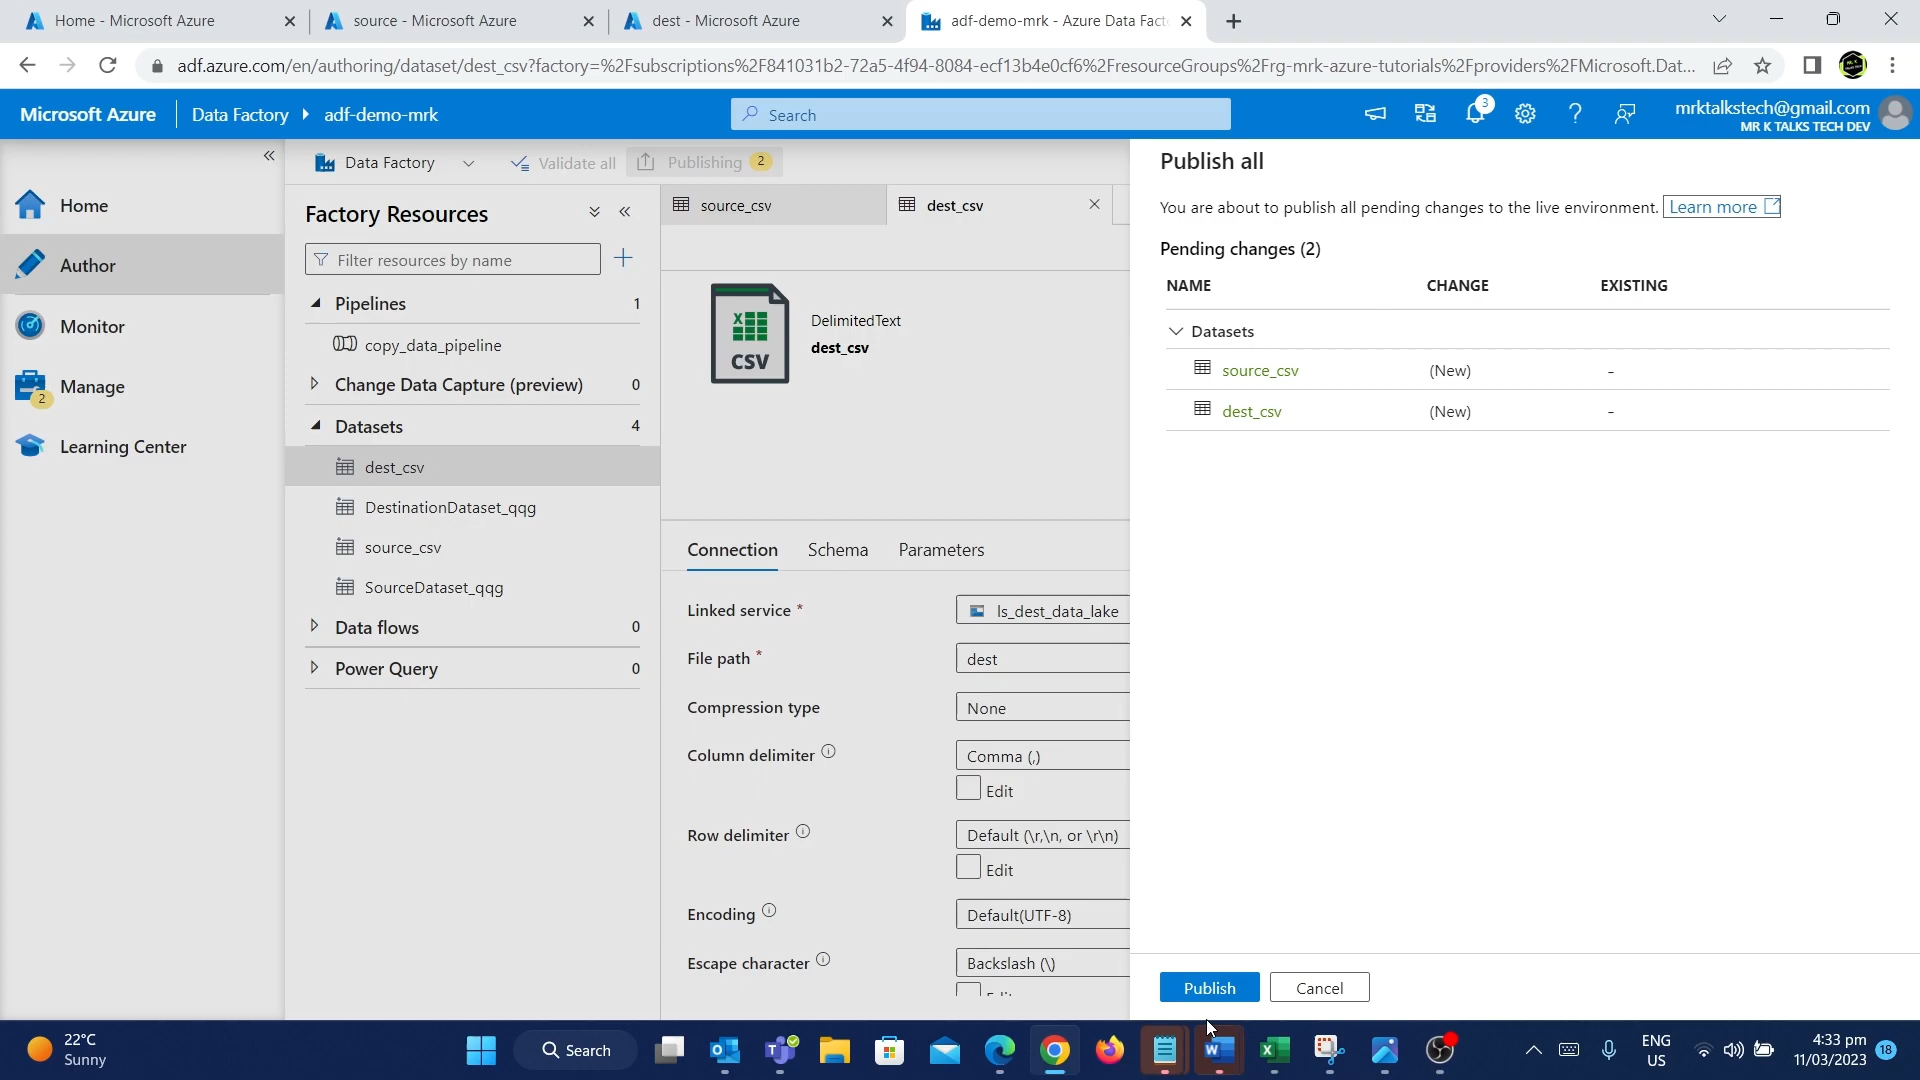 Home - Microsoft Azure
source - Microsoft Azure
dest - Microsoft Azure
adf-demo-mrk - Azure Data Fact
adf.azure.com/en/authoring/dataset/dest_csv?factory=%2Fsubscriptions%2F841031b2-72a5-4f94-8084-ecf13b4e0cf6%2FresourceGroups%2Frg-mrk-azure-tutorials%2Fproviders%2FMicrosoft.Dat...
Microsoft Azure
Data Factory
adf-demo-mrk
Search
3
mrktalkstech@gmail.com
MR K TALKS TECH DEV
Home
Author
Monitor
Manage
2
Learning Center
Data Factory
Validate all
Publishing
2
Factory Resources
Filter resources by name
Pipelines 1
copy_data_pipeline
Change Data Capture (preview) 0
Datasets 4
dest_csv
DestinationDataset_qqg
source_csv
SourceDataset_qqg
Data flows 0
Power Query 0
source_csv
dest_csv
CSV
DelimitedText
dest_csv
Connection
Schema
Parameters
Linked service *
ls_dest_data_lake
File path *
dest
Compression type
None
Column delimiter
Comma (,)
Edit
Row delimiter
Default (\r,\n, or \r\n)
Edit
Encoding
Default(UTF-8)
Escape character
Backslash (\)
Edit
Publish all
You are about to publish all pending changes to the live environment. Learn more
Pending changes (2)
NAME CHANGE EXISTING
Datasets
source_csv (New) -
dest_csv (New) -
Publish
Cancel
22°C
Sunny
Search
ENG
US
4:33 pm
11/03/2023
18